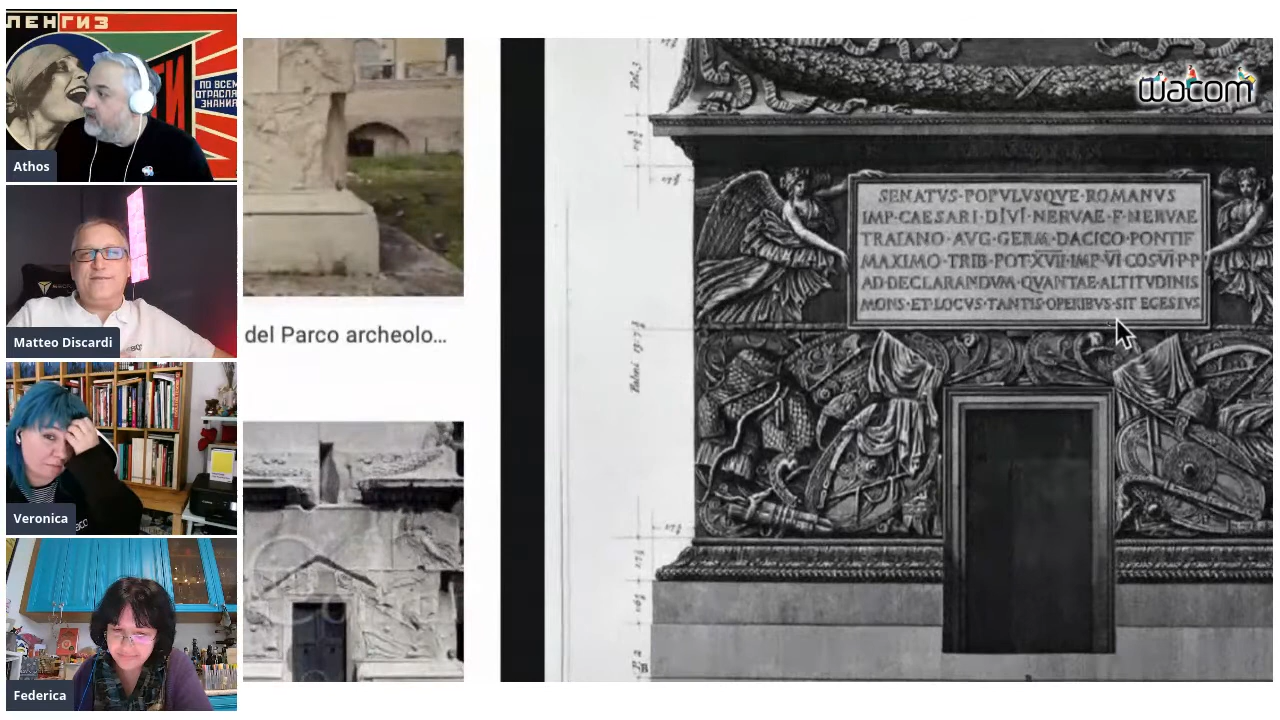 ЛЕНГИЗ
ПО ВСЕМ
ОТРАСЛЯМ
ЗНАНИЯ
Athos
Matteo Discardi
Veronica
Federica
del Parco archeolo...
wacom
SENATVS·POPVLVSQVE·ROMANVS
IMP·CAESARI·DIVI·NERVAE·F·NERVAE
TRAIANO·AVG·GERM·DACICO·PONTIF
MAXIMO·TRIB·POT·XVII·IMP·VI·COS·VI·P·P
AD·DECLARANDVM·QVANTAE·ALTITVDINIS
MONS·ET·LOCVS·TANTIS·OPERIBVS·SIT EGESIVS